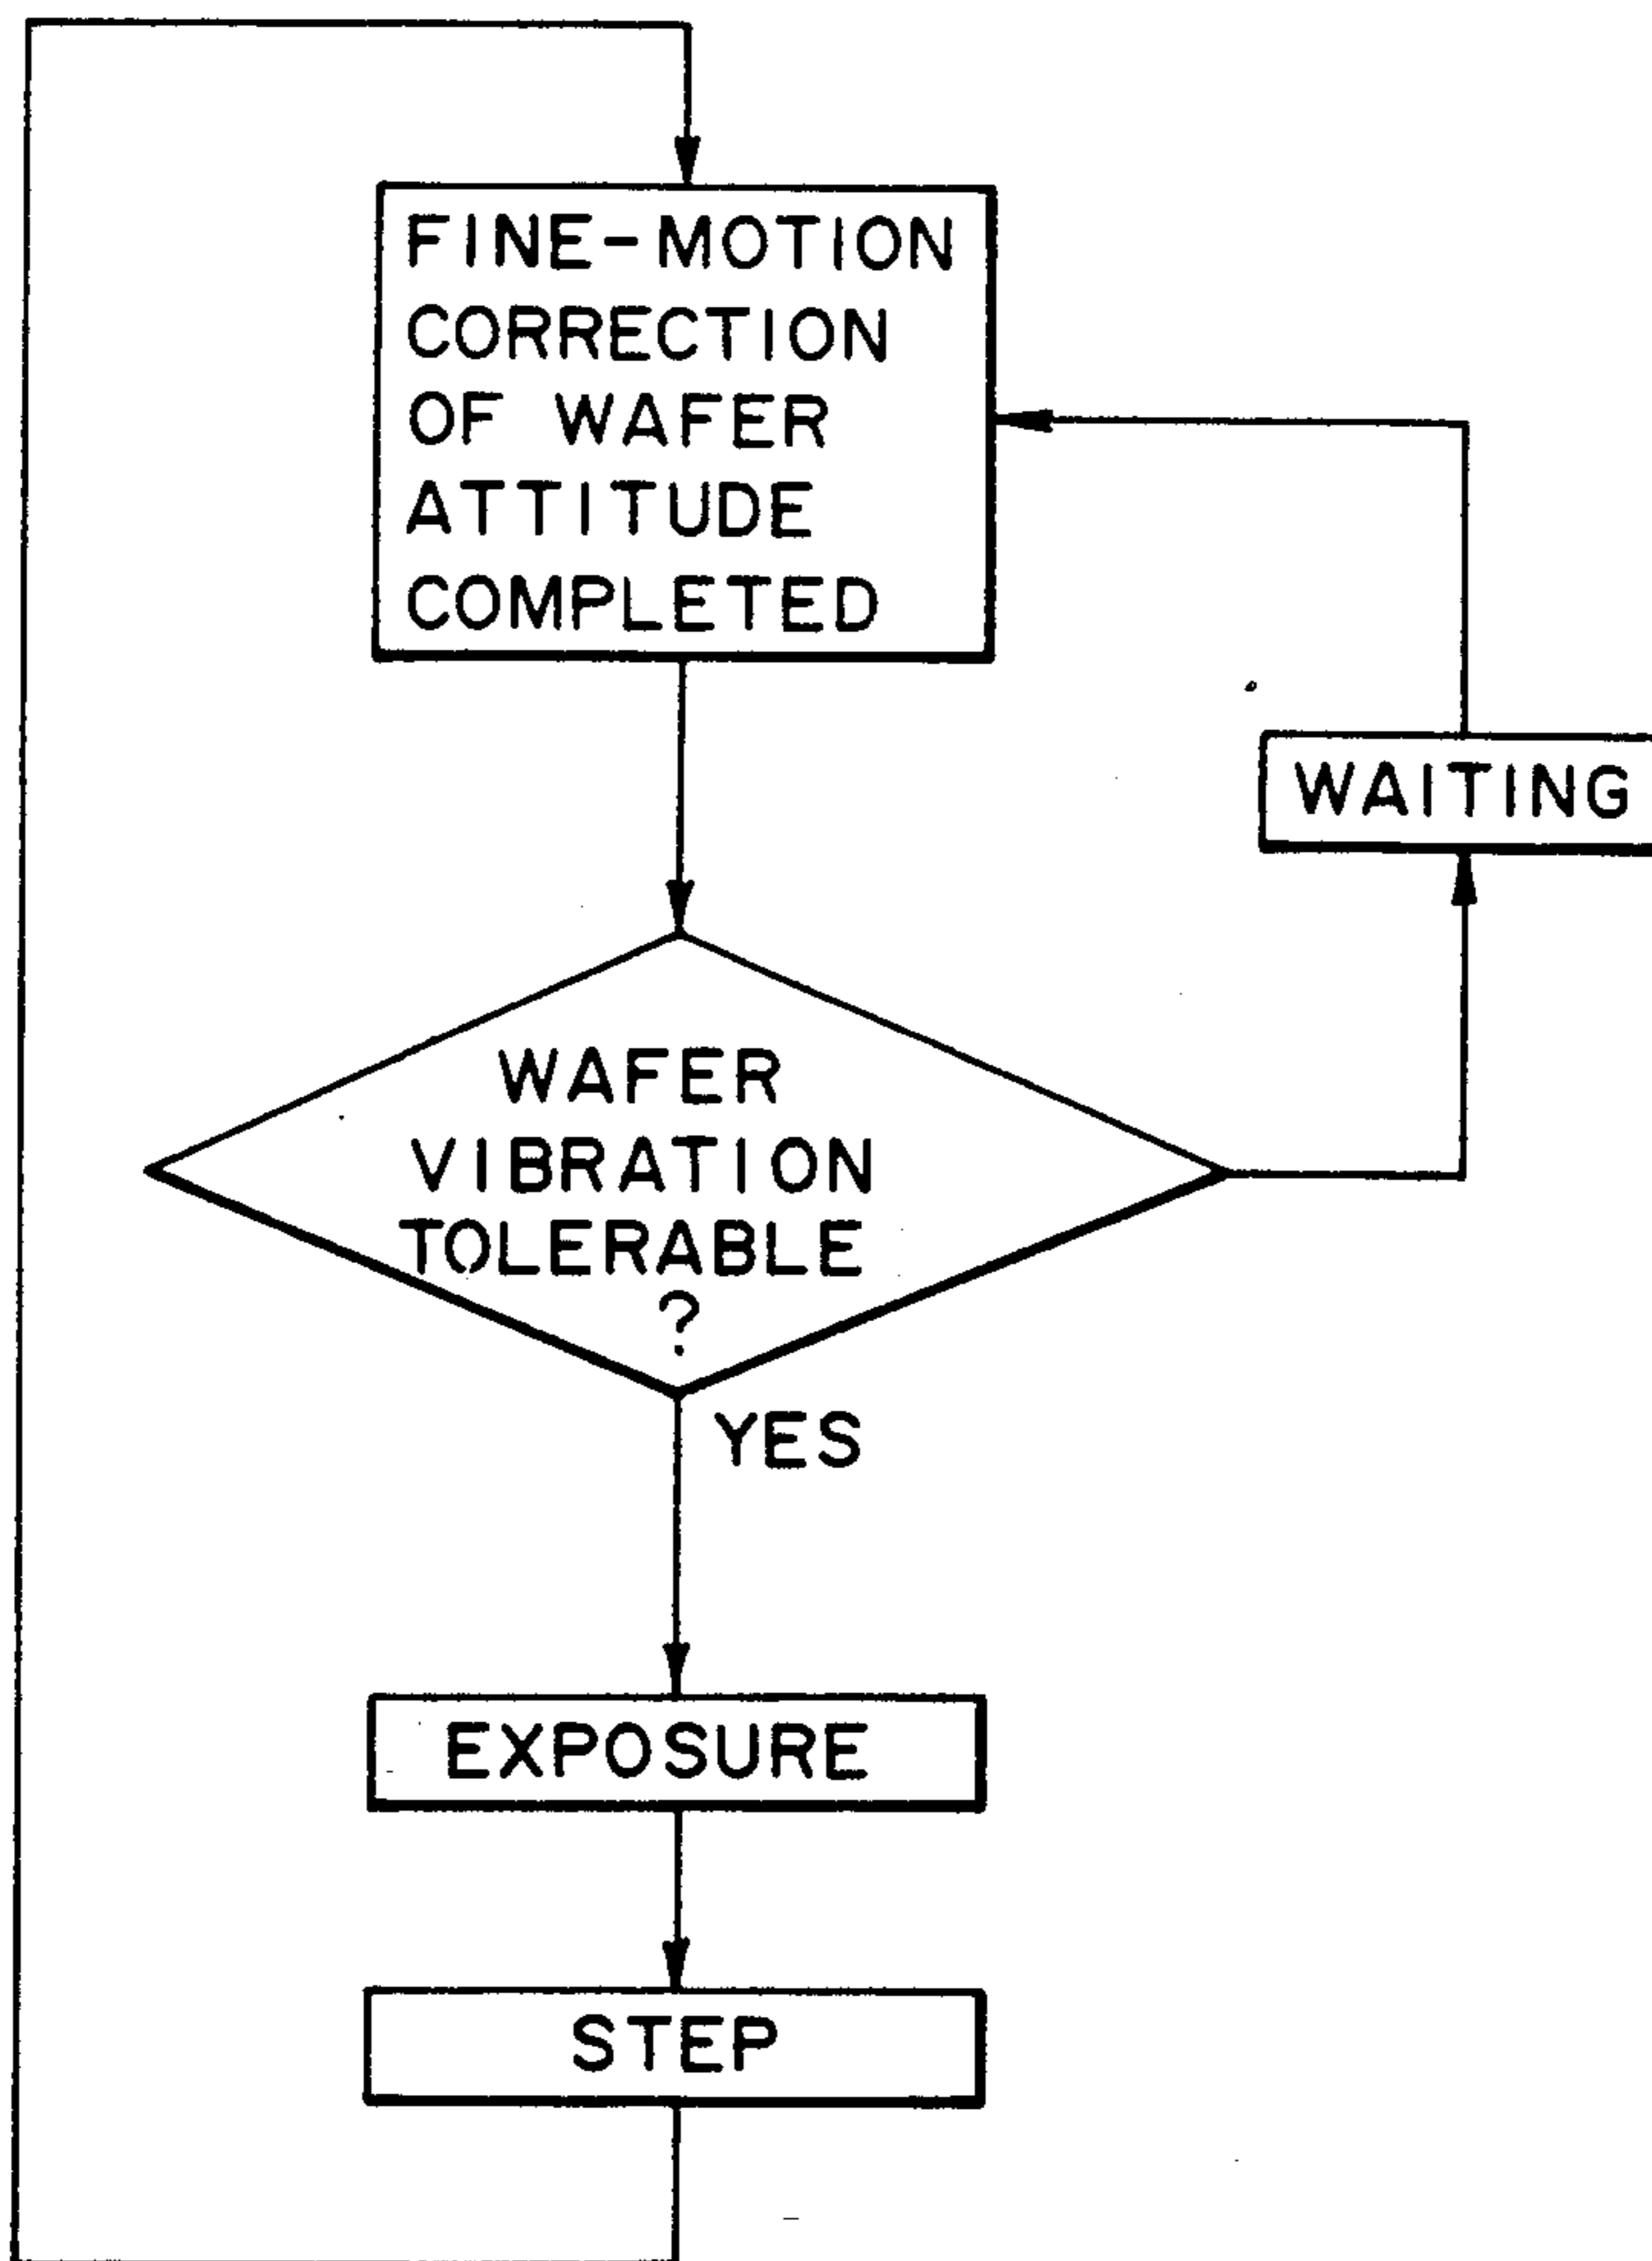 FINE-MOTION
CORRECTION
OF WAFER
ATTITUDE
COMPLETED
WAITING
WAFER
VIBRATION
TOLERABLE
?
YES
EXPOSURE
STEP